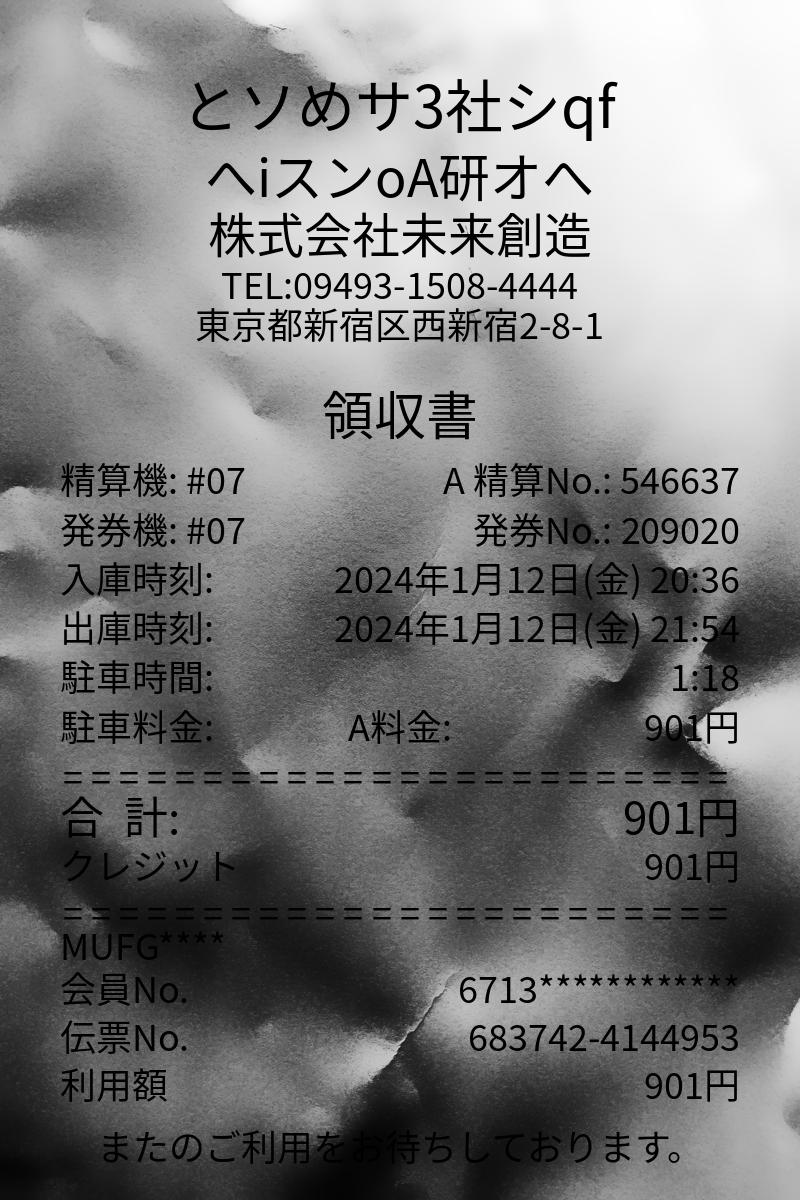 とソめサ3社シqf
へiスンoA研オへ
株式会社未来創造
TEL:09493-1508-4444
東京都新宿区西新宿2-8-1
領収書
精算機: #07 A 精算No.: 546637
発券機: #07 発券No.: 209020
入庫時刻: 2024年1月12日(金) 20:36
出庫時刻: 2024年1月12日(金) 21:54
駐車時間: 1:18
駐車料金: A料金: 901円
========================
合 計: 901円
クレジット 901円
========================
MUFG****
会員No. 6713************
伝票No. 683742-4144953
利用額 901円
またのご利用をお待ちしております。